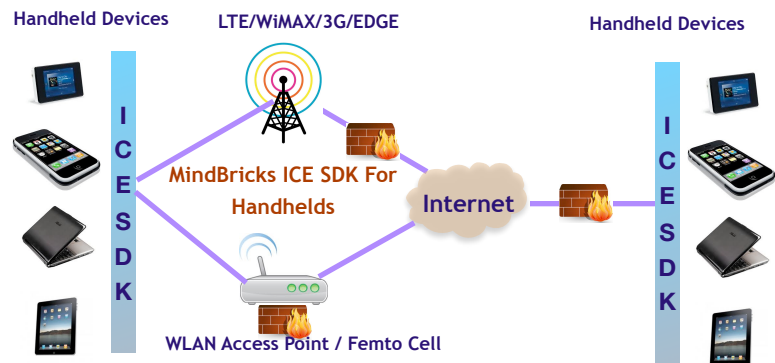 Handheld Devices
LTE/WiMAX/3G/EDGE
Handheld Devices
I
C
E
S
D
K
MindBricks ICE SDK For
Handhelds
Internet
I
C
E
S
D
K
WLAN Access Point / Femto Cell